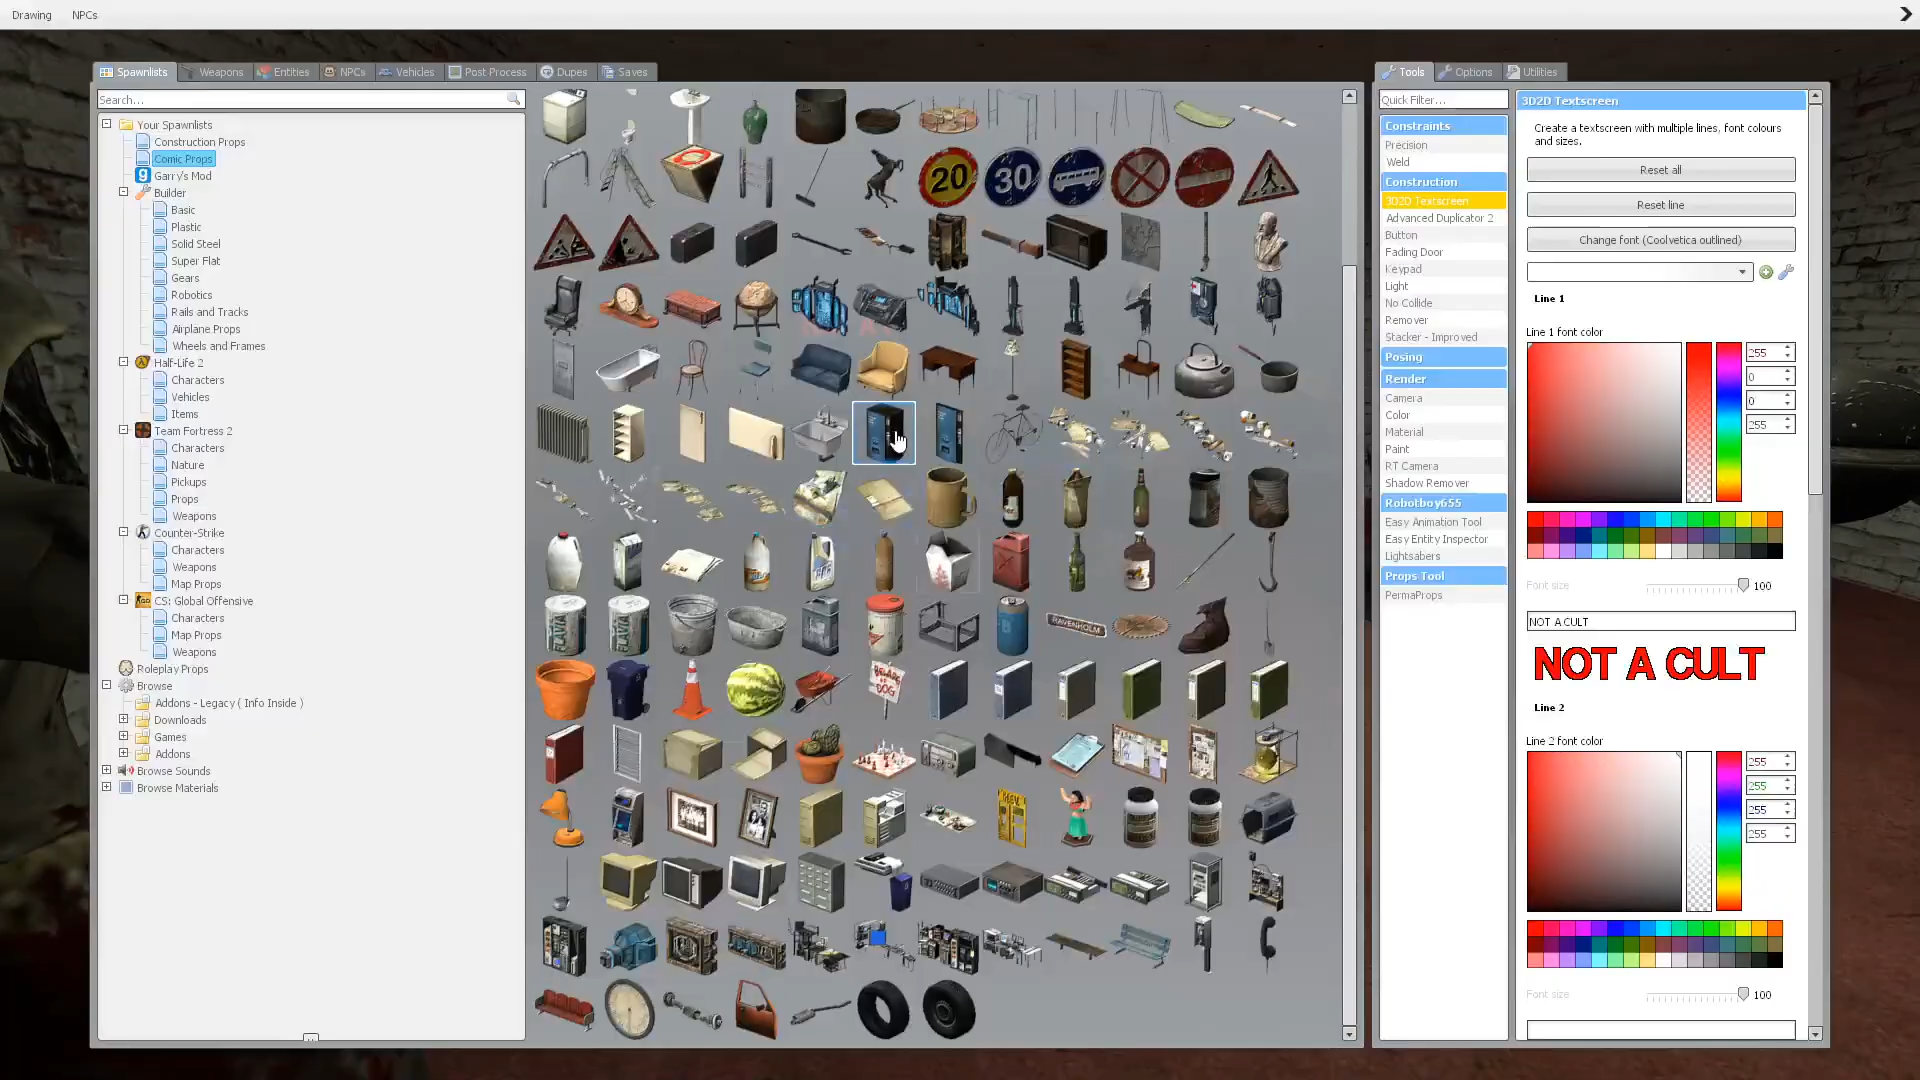 Drawing NPCs
Spawnlists Weapons Entities NPCs Vehicles Post Process Dupes Saves
Search...
Your Spawnlists
Construction Props
Comic Props
Garry's Mod
Builder
Basic
Plastic
Solid Steel
Super Flat
Gears
Robotics
Rails and Tracks
Airplane Props
Wheels and Frames
Half-Life 2
Characters
Vehicles
Items
Team Fortress 2
Characters
Nature
Pickups
Props
Weapons
Counter-Strike
Characters
Weapons
Map Props
CS: Global Offensive
Characters
Map Props
Weapons
Roleplay Props
Browse
Addons - Legacy ( Info Inside )
Downloads
Games
Addons
Browse Sounds
Browse Materials
20 30
RAVENHOLM
BEWARE OF DOG
Tools Options Utilities
Quick Filter...
Constraints
Precision
Weld
Construction
3D2D Textscreen
Advanced Duplicator 2
Button
Fading Door
Keypad
Light
No Collide
Remover
Stacker - Improved
Posing
Render
Camera
Color
Material
Paint
RT Camera
Shadow Remover
Robotboy655
Easy Animation Tool
Easy Entity Inspector
Lightsabers
Props Tool
PermaProps
3D2D Textscreen
Create a textscreen with multiple lines, font colours
and sizes.
Reset all
Reset line
Change font (Coolvetica outlined)
Line 1
Line 1 font color
255
0
0
255
Font size 100
NOT A CULT
NOT A CULT
Line 2
Line 2 font color
255
255
255
255
Font size 100